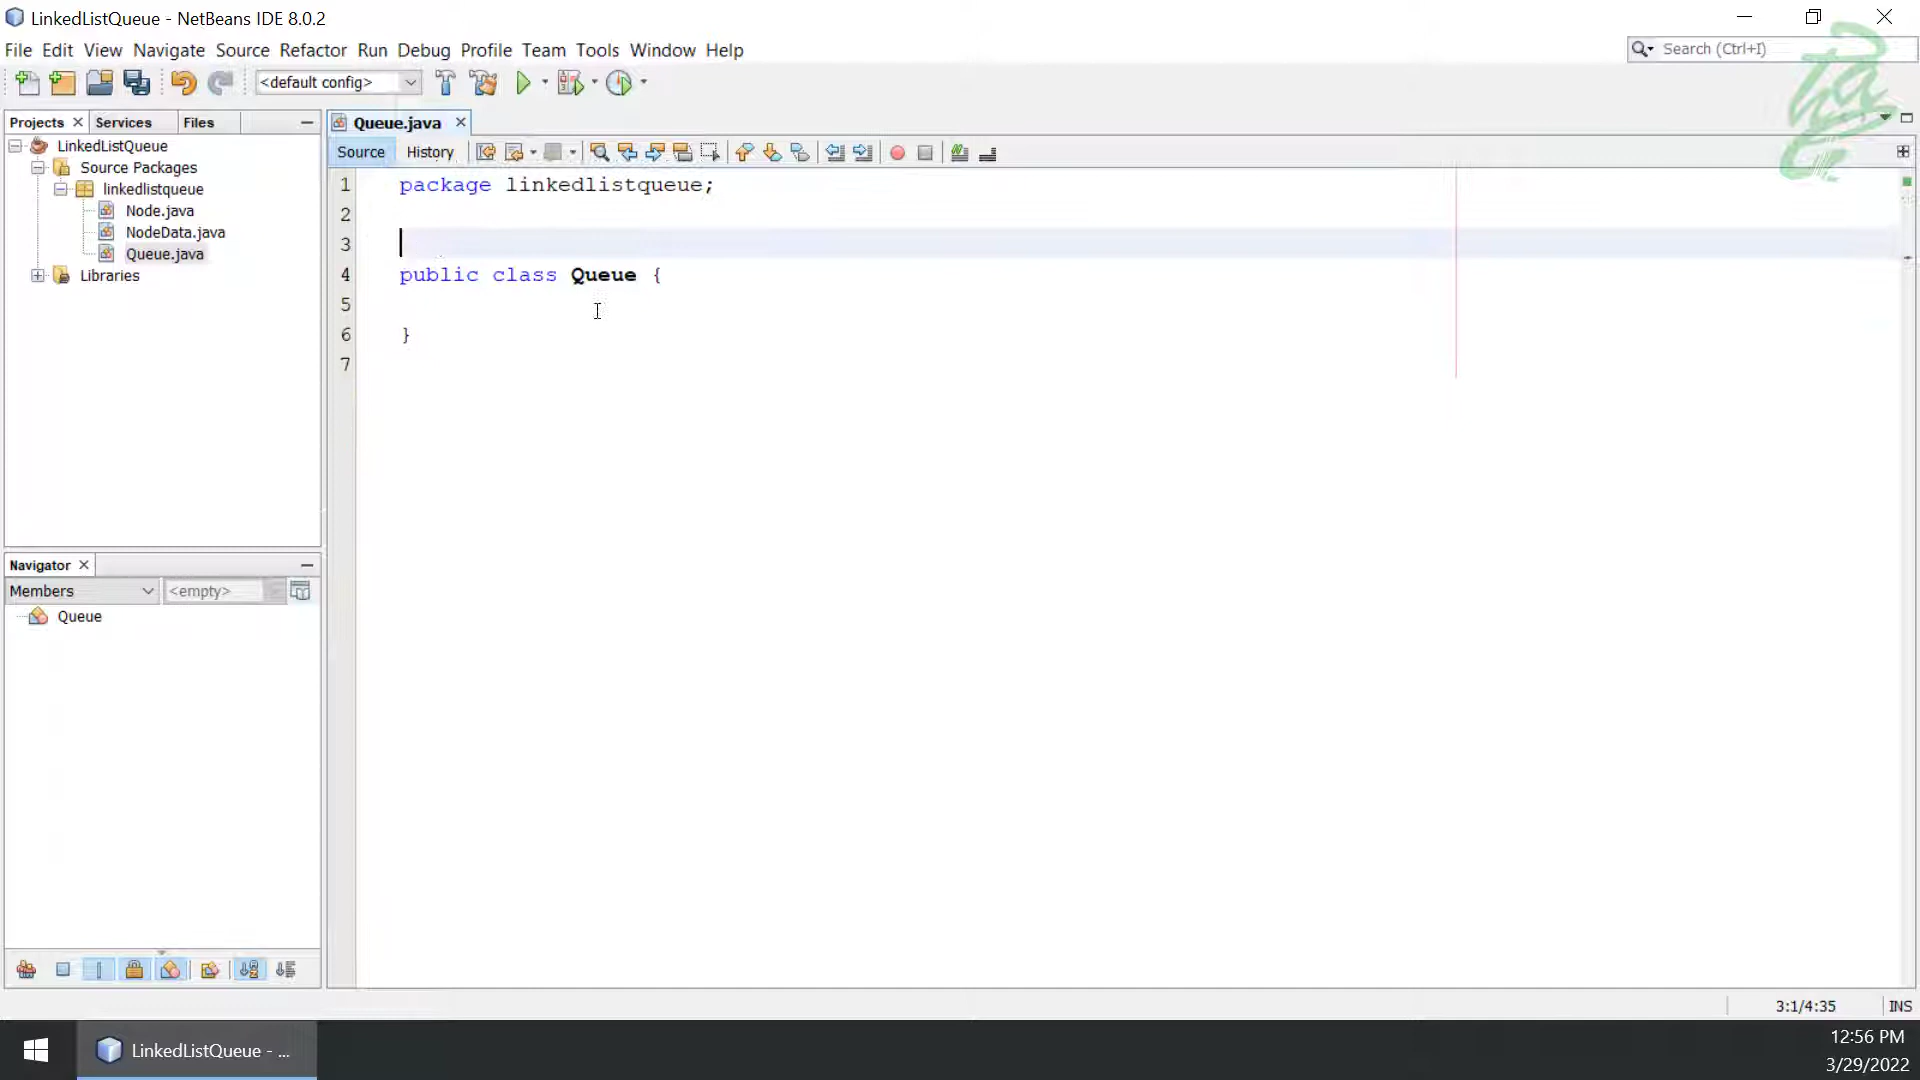 LinkedListQueue - NetBeans IDE 8.0.2
File Edit View Navigate Source Refactor Run Debug Profile Team Tools Window Help
Search (Ctrl+I)
<default config>
Projects Services Files
Queue.java
Source History
LinkedListQueue
Source Packages
linkedlistqueue
Node.java
NodeData.java
Queue.java
Libraries
1 package linkedlistqueue;
2
3
4 public class Queue {
5
6 }
7
Navigator
Members <empty>
Queue
3:1/4:35 INS
LinkedListQueue - ...
12:56 PM
3/29/2022